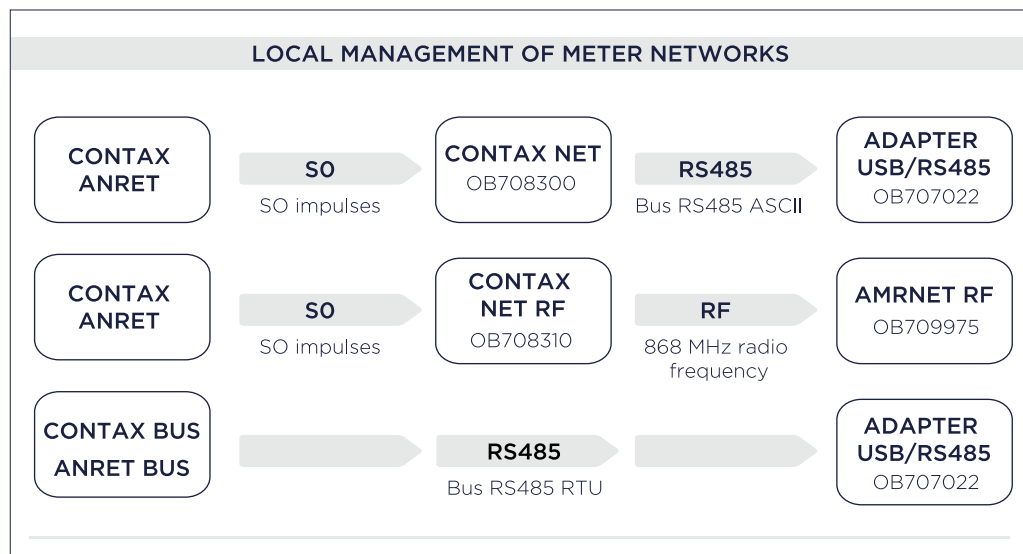 LOCAL MANAGEMENT OF METER NETWORKS
CONTAX
ANRET
S0
SO impulses
CONTAX NET
OB708300
RS485
Bus RS485 ASCII
ADAPTER
USB/RS485
OB707022
CONTAX
ANRET
S0
SO impulses
CONTAX
NET RF
OB708310
RF
868 MHz radio
frequency
AMRNET RF
OB709975
CONTAX BUS
ANRET BUS
RS485
Bus RS485 RTU
ADAPTER
USB/RS485
OB707022